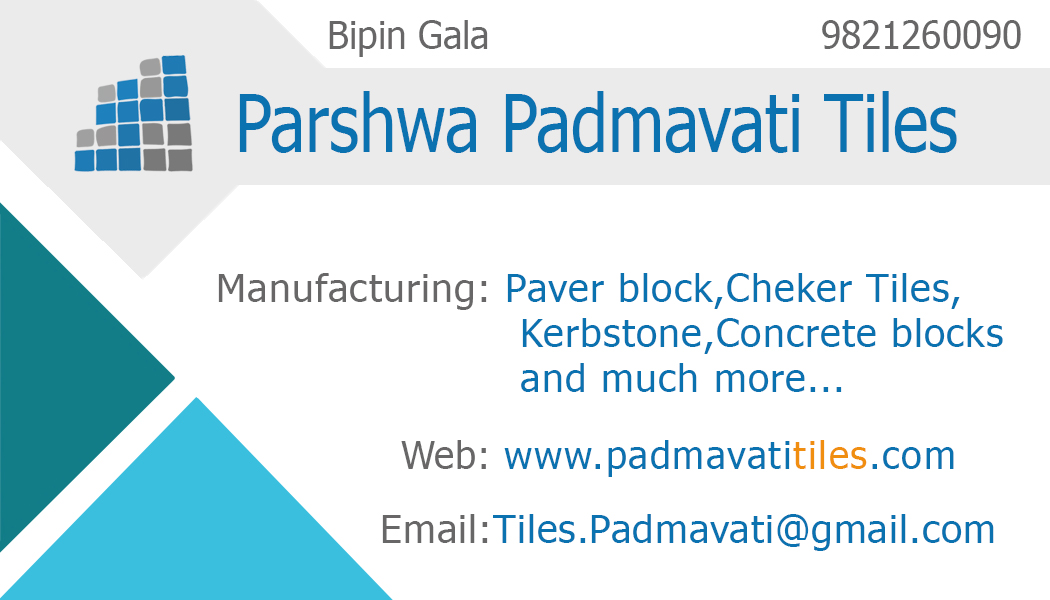 Bipin Gala 9821260090
Parshwa Padmavati Tiles
Manufacturing: Paver block,Cheker Tiles,
Kerbstone,Concrete blocks
and much more...
Web: www.padmavatitiles.com
Email:Tiles.Padmavati@gmail.com